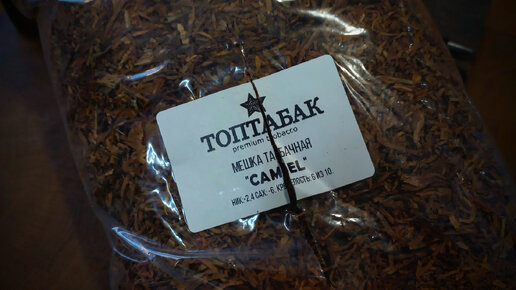 ТОПТАБАК
premium tobacco
МЕШКА ТАБАЧНАЯ
"CAMEL"
НИК.-2.4 САХ.-6. КРЕПОСТЬ: 6 ИЗ 10.